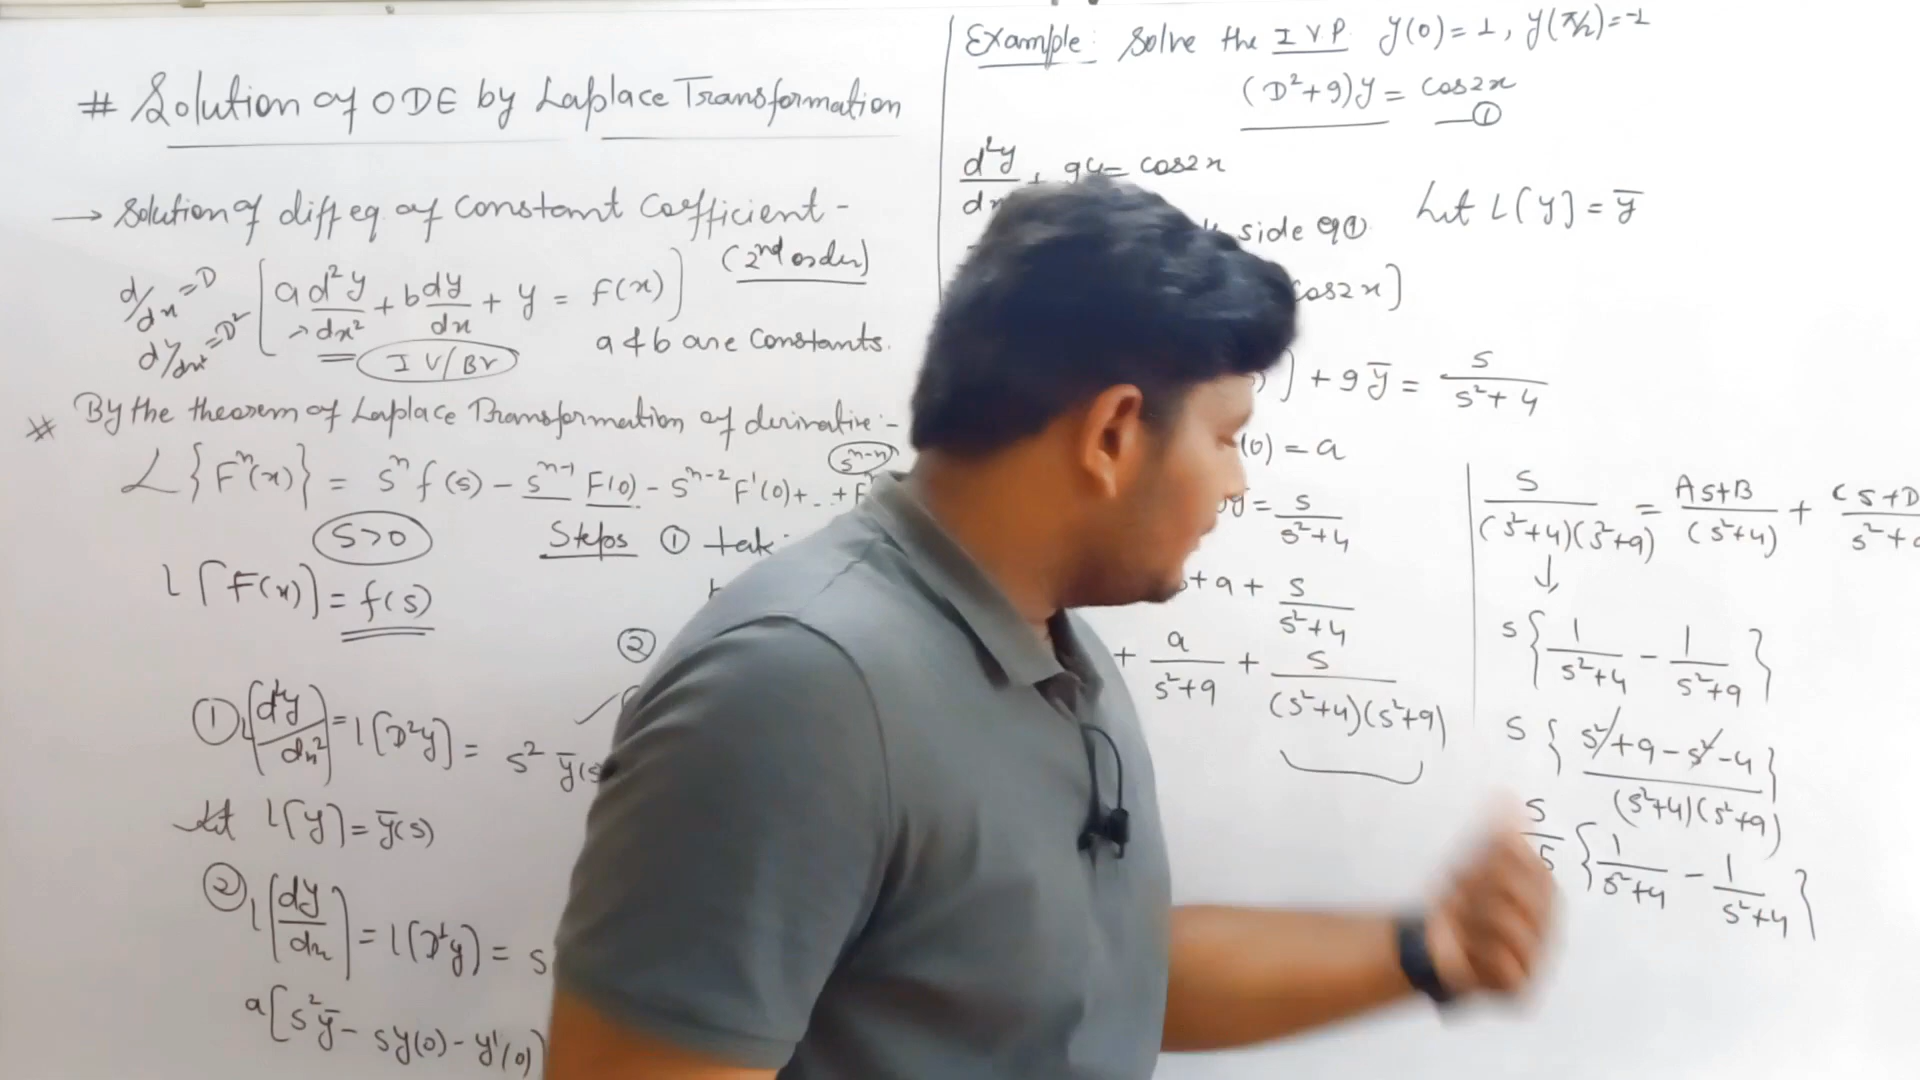 # Solution of ODE by Laplace Transformation
→ Solution of diff eq. of constant coefficient -
(2nd order)
d/dx = D
d²/dx² = D²
[a d²y/dx² + b dy/dx + y = F(x)]
I V/BV
a & b are constants.
* By the theorem of Laplace Transformation of derivative :-
L{Fⁿ(x)} = sⁿ f(s) - sⁿ⁻¹ F(0) - sⁿ⁻² F'(0) + .. + F
sⁿ⁻ⁿ
S>0
Steps ① tak
L[F(x)] = f(s)
②
① L[d²y/dx²] = L[D²y] = s² ȳ(s
Let L[y] = ȳ(s)
② L[dy/dx] = L[D¹y] = s
a[s²ȳ - sy(0) - y'(0)
Example: Solve the I V P. y(0) = 1, y(π/2) = -1
(D²+9)y = cos2x
—①
d²y/dx + 9y = cos2x
side eq①. Let L[y] = ȳ
cos2x]
] + 9ȳ = s/(s²+4)
(0) = a
ȳ = s/(s²+4)
+ a + s/(s²+4)
+ a/(s²+9) + s/((s²+4)(s²+9))
s/((s²+4)(s²+9)) = (As+B)/(s²+4) + (Cs+D)/(s²+
↓
s{1/(s²+4) - 1/(s²+9)}
s{(s²+9-s²-4)/((s²+4)(s²+9))}
s/5 {1/(s²+4) - 1/(s²+4)}